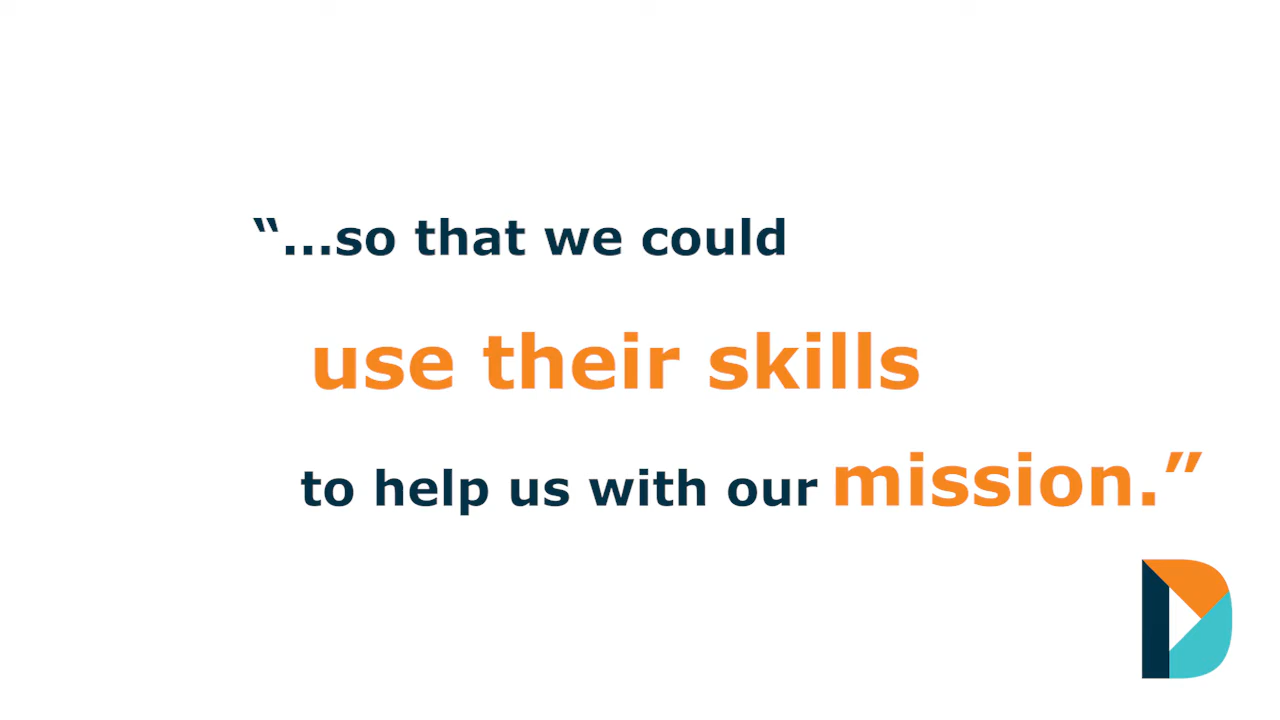 “...so that we could
use their skills
to help us with our mission.”